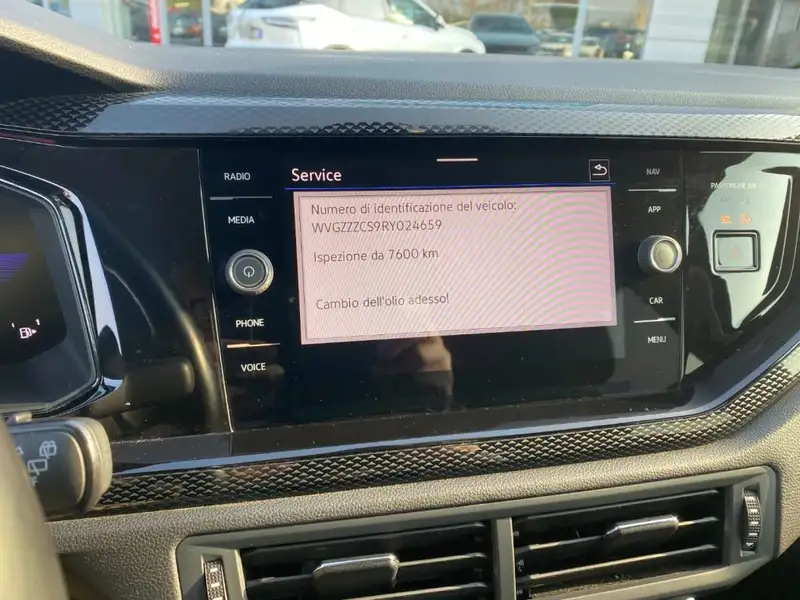 RADIO
MEDIA
PHONE
VOICE
Service
Numero di identificazione del veicolo:
WVGZZZCS9RY024659
Ispezione da 7600 km
Cambio dell'olio adesso!
NAV
APP
CAR
MENU